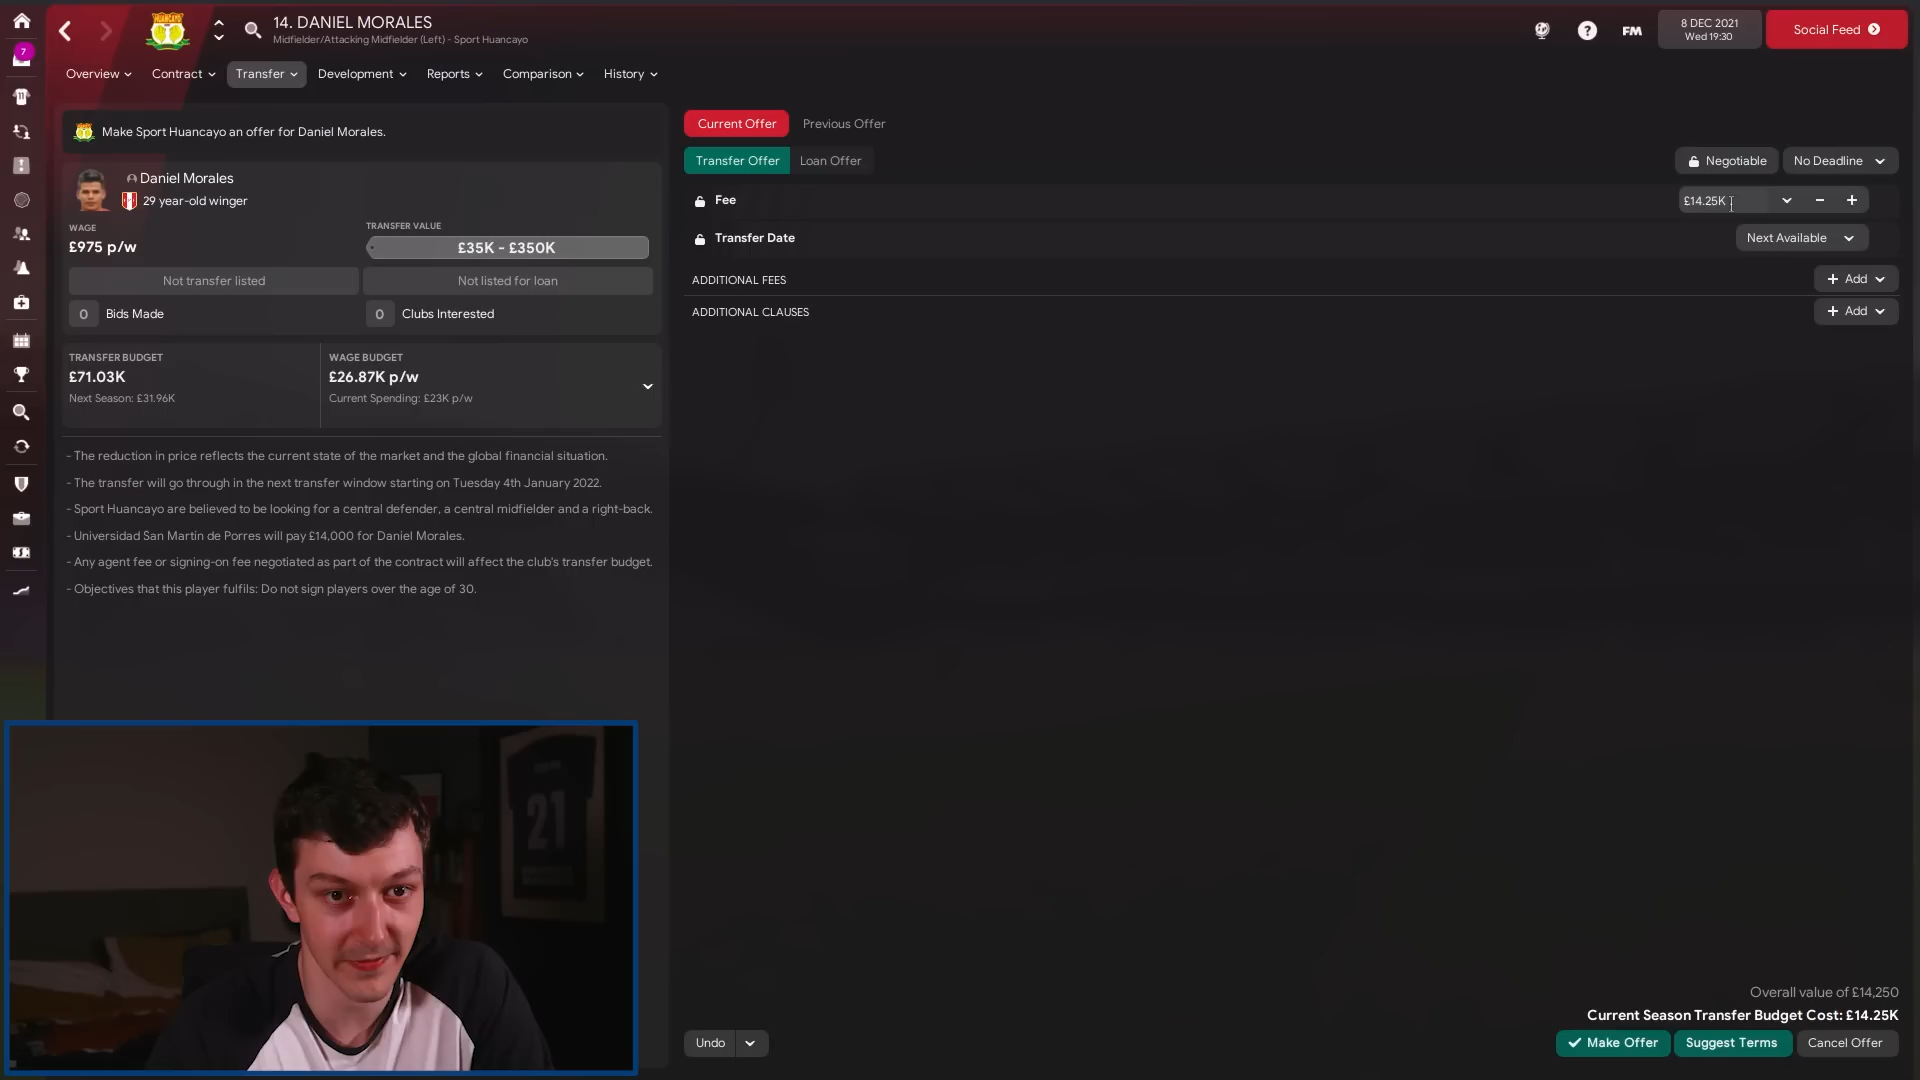 14. DANIEL MORALES
Midfielder/Attacking Midfielder (Left) - Sport Huancayo
7
11
FM
8 DEC 2021
Wed 19:30
Social Feed
Overview
Contract
Transfer
Development
Reports
Comparison
History
Make Sport Huancayo an offer for Daniel Morales.
Daniel Morales
29 year-old winger
WAGE
£975 p/w
TRANSFER VALUE
£35K - £350K
Not transfer listed
Not listed for loan
0 Bids Made
0 Clubs Interested
TRANSFER BUDGET
£71.03K
Next Season: £31.96K
WAGE BUDGET
£26.87K p/w
Current Spending: £23K p/w
- The reduction in price reflects the current state of the market and the global financial situation.
- The transfer will go through in the next transfer window starting on Tuesday 4th January 2022.
- Sport Huancayo are believed to be looking for a central defender, a central midfielder and a right-back.
- Universidad San Martín de Porres will pay £14,000 for Daniel Morales.
- Any agent fee or signing-on fee negotiated as part of the contract will affect the club's transfer budget.
- Objectives that this player fulfils: Do not sign players over the age of 30.
Current Offer
Previous Offer
Transfer Offer
Loan Offer
Negotiable
No Deadline
Fee
£14.25K
Transfer Date
Next Available
ADDITIONAL FEES
+ Add
ADDITIONAL CLAUSES
+ Add
21
Overall value of £14,250
Current Season Transfer Budget Cost: £14.25K
Undo
Make Offer
Suggest Terms
Cancel Offer